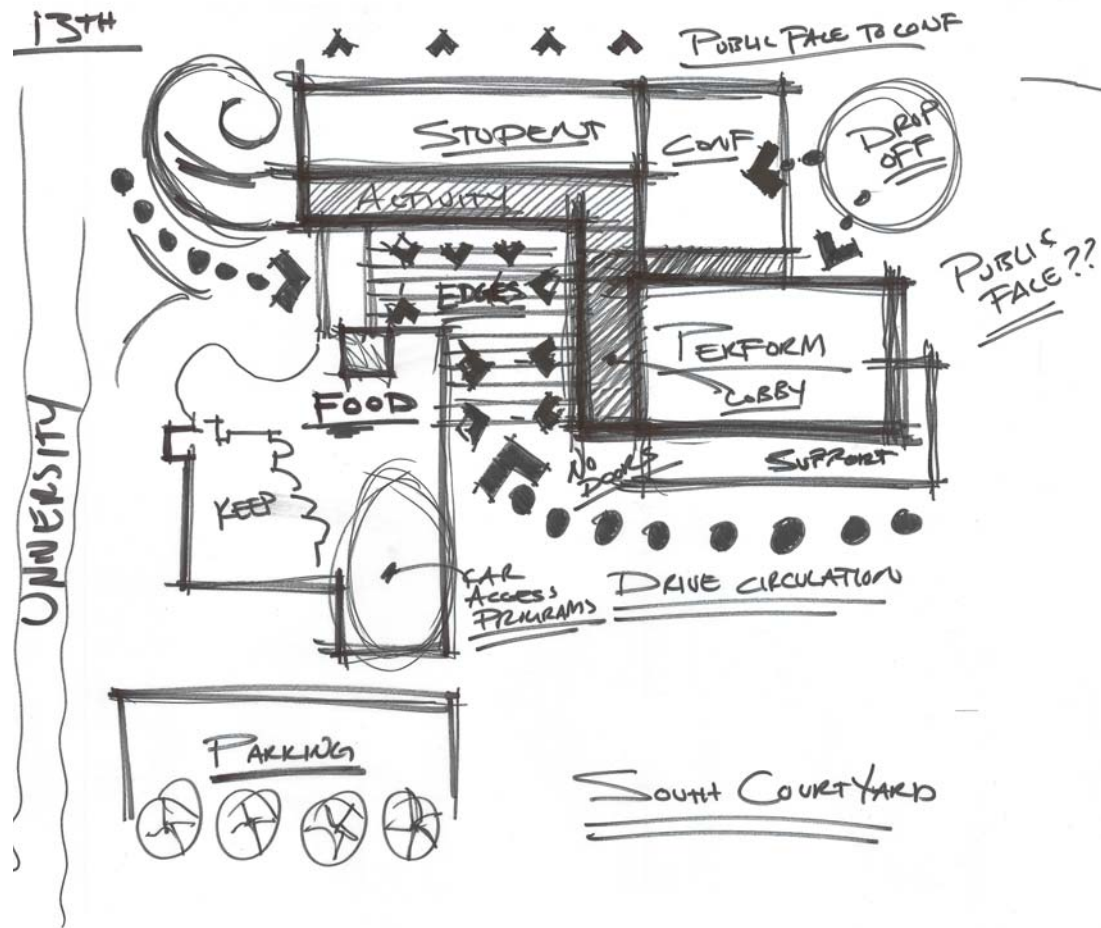 13TH
PUBLIC FACE TO CONF
STUDENT
CONF
DROP
OFF
ACTIVITY
EDGES
PUBLIC
FACE??
PERFORM
LOBBY
FOOD
NO
DOORS
SUPPORT
UNIVERSITY
KEEP
CAR
ACCESS
PROGRAMS
DRIVE CIRCULATION
PARKING
SOUTH COURTYARD